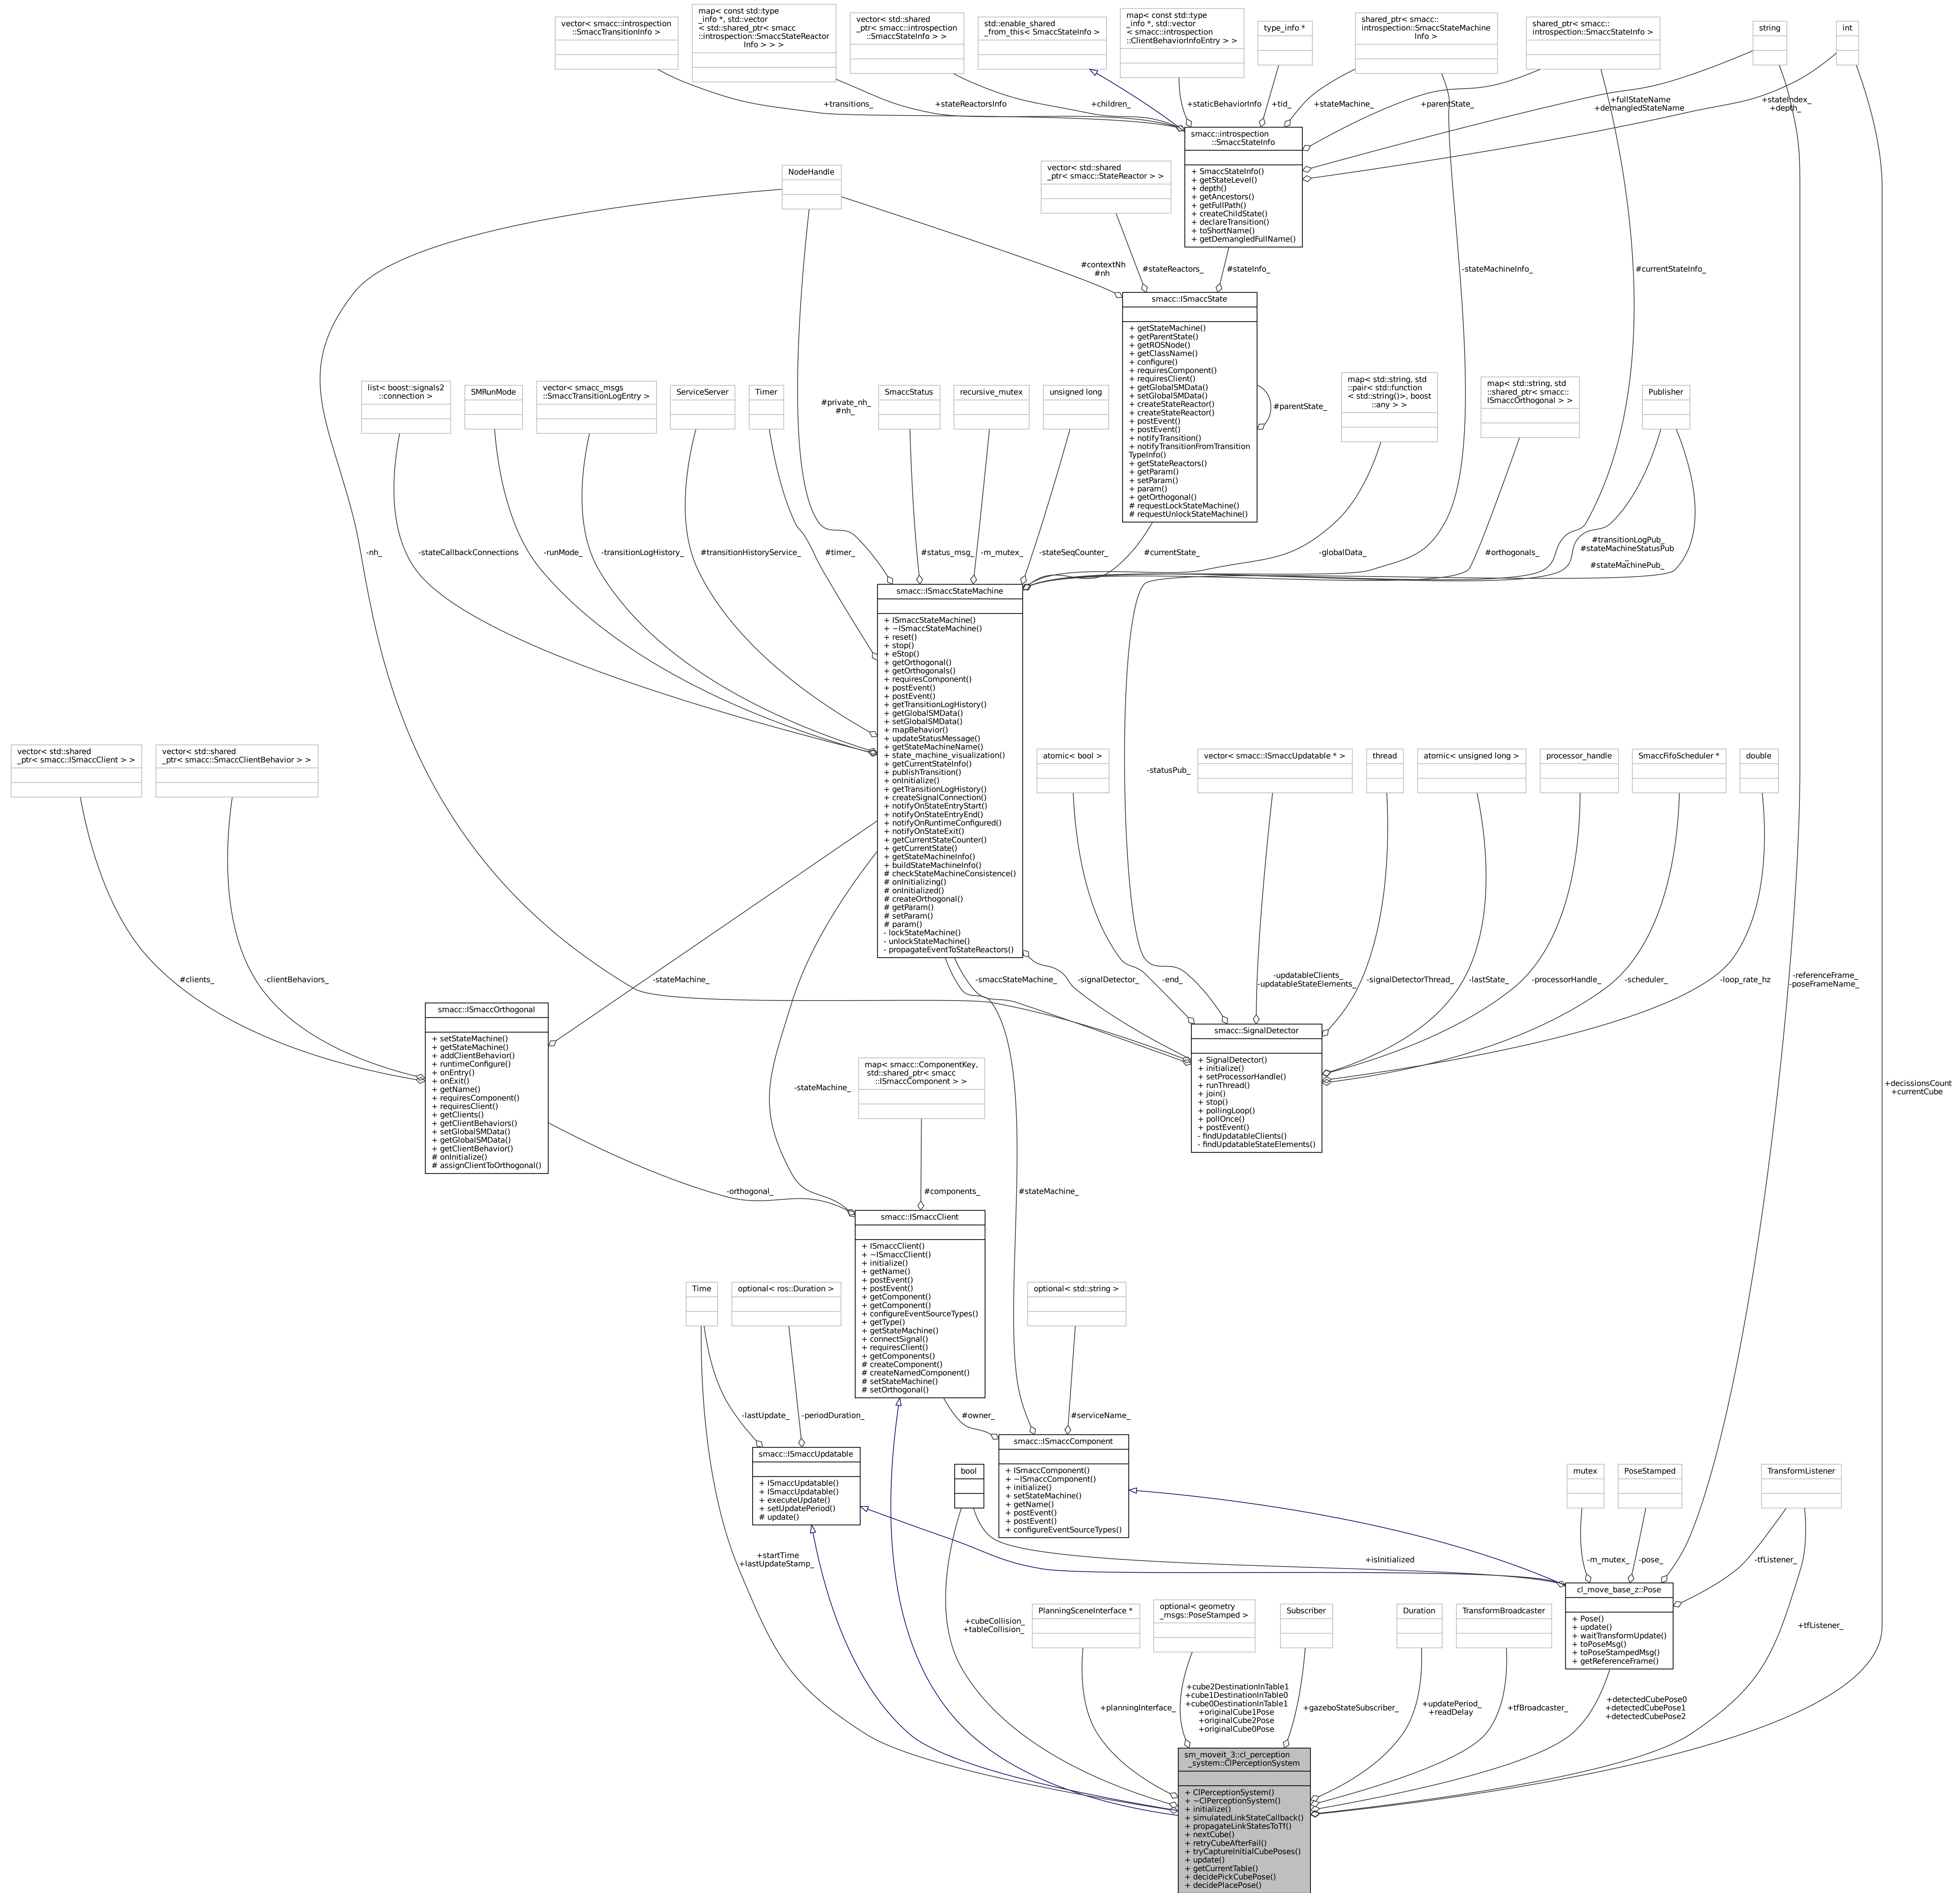 vector< smacc::introspection
::SmaccTransitionInfo >
map< const std::type
_info *, std::vector
< std::shared_ptr< smacc
::introspection::SmaccStateReactor
Info > > >
vector< std::shared
_ptr< smacc::introspection
::SmaccStateInfo > >
std::enable_shared
_from_this< SmaccStateInfo >
map< const std::type
_info *, std::vector
< smacc::introspection
::ClientBehaviorInfoEntry > >
type_info *
shared_ptr< smacc::
introspection::SmaccStateMachine
Info >
shared_ptr< smacc::
introspection::SmaccStateInfo >
string
int
+transitions_
+stateReactorsInfo
+children_
+staticBehaviorInfo
+tid_
+stateMachine_
+parentState_
+fullStateName
+demangledStateName
+stateIndex_
+depth_
smacc::introspection
::SmaccStateInfo
+ SmaccStateInfo()
+ getStateLevel()
+ depth()
+ getAncestors()
+ getFullPath()
+ createChildState()
+ declareTransition()
+ toShortName()
+ getDemangledFullName()
vector< std::shared
_ptr< smacc::StateReactor > >
NodeHandle
#contextNh
#nh
#stateReactors_
#stateInfo_
-stateMachineInfo_
#currentStateInfo_
smacc::ISmaccState
+ getStateMachine()
+ getParentState()
+ getROSNode()
+ getClassName()
+ configure()
+ requiresComponent()
+ requiresClient()
+ getGlobalSMData()
+ setGlobalSMData()
+ createStateReactor()
+ createStateReactor()
+ postEvent()
+ postEvent()
+ notifyTransition()
+ notifyTransitionFromTransition
TypeInfo()
+ getStateReactors()
+ getParam()
+ setParam()
+ param()
+ getOrthogonal()
# requestLockStateMachine()
# requestUnlockStateMachine()
#parentState_
list< boost::signals2
::connection >
SMRunMode
vector< smacc_msgs
::SmaccTransitionLogEntry >
ServiceServer
Timer
#private_nh_
#nh_
SmaccStatus
recursive_mutex
unsigned long
map< std::string, std
::pair< std::function
< std::string()>, boost
::any > >
map< std::string, std
::shared_ptr< smacc::
ISmaccOrthogonal > >
Publisher
-nh_
-stateCallbackConnections
-runMode_
-transitionLogHistory_
#transitionHistoryService_
#timer_
#status_msg_
-m_mutex_
-stateSeqCounter_
#currentState_
-globalData_
#orthogonals_
#transitionLogPub_
#stateMachineStatusPub
_
#stateMachinePub_
smacc::ISmaccStateMachine
+ ISmaccStateMachine()
+ ~ISmaccStateMachine()
+ reset()
+ stop()
+ eStop()
+ getOrthogonal()
+ getOrthogonals()
+ requiresComponent()
+ postEvent()
+ postEvent()
+ getTransitionLogHistory()
+ getGlobalSMData()
+ setGlobalSMData()
+ mapBehavior()
+ updateStatusMessage()
+ getStateMachineName()
+ state_machine_visualization()
+ getCurrentStateInfo()
+ publishTransition()
+ onInitialize()
+ getTransitionLogHistory()
+ createSignalConnection()
+ notifyOnStateEntryStart()
+ notifyOnStateEntryEnd()
+ notifyOnRuntimeConfigured()
+ notifyOnStateExit()
+ getCurrentStateCounter()
+ getCurrentState()
+ getStateMachineInfo()
+ buildStateMachineInfo()
# checkStateMachineConsistence()
# onInitializing()
# onInitialized()
# createOrthogonal()
# getParam()
# setParam()
# param()
- lockStateMachine()
- unlockStateMachine()
- propagateEventToStateReactors()
vector< std::shared
_ptr< smacc::ISmaccClient > >
vector< std::shared
_ptr< smacc::SmaccClientBehavior > >
atomic< bool >
-statusPub_
vector< smacc::ISmaccUpdatable * >
thread
atomic< unsigned long >
processor_handle
SmaccFifoScheduler *
double
#clients_
-clientBehaviors_
-stateMachine_
-smaccStateMachine_
-signalDetector_
-end_
-updatableClients_
-updatableStateElements_
-signalDetectorThread_
-lastState_
-processorHandle_
-scheduler_
-loop_rate_hz
-referenceFrame_
-poseFrameName_
smacc::ISmaccOrthogonal
+ setStateMachine()
+ getStateMachine()
+ addClientBehavior()
+ runtimeConfigure()
+ onEntry()
+ onExit()
+ getName()
+ requiresComponent()
+ requiresClient()
+ getClients()
+ getClientBehaviors()
+ setGlobalSMData()
+ getGlobalSMData()
+ getClientBehavior()
# onInitialize()
# assignClientToOrthogonal()
smacc::SignalDetector
+ SignalDetector()
+ initialize()
+ setProcessorHandle()
+ runThread()
+ join()
+ stop()
+ pollingLoop()
+ pollOnce()
+ postEvent()
- findUpdatableClients()
- findUpdatableStateElements()
-stateMachine_
map< smacc::ComponentKey,
std::shared_ptr< smacc
::ISmaccComponent > >
+decissionsCount
+currentCube
-orthogonal_
#components_
#stateMachine_
smacc::ISmaccClient
+ ISmaccClient()
+ ~ISmaccClient()
+ initialize()
+ getName()
+ postEvent()
+ postEvent()
+ getComponent()
+ getComponent()
+ configureEventSourceTypes()
+ getType()
+ getStateMachine()
+ connectSignal()
+ requiresClient()
+ getComponents()
# createComponent()
# createNamedComponent()
# setStateMachine()
# setOrthogonal()
Time
optional< ros::Duration >
optional< std::string >
-lastUpdate_
-periodDuration_
#owner_
#serviceName_
smacc::ISmaccUpdatable
+ ISmaccUpdatable()
+ ISmaccUpdatable()
+ executeUpdate()
+ setUpdatePeriod()
# update()
bool
smacc::ISmaccComponent
+ ISmaccComponent()
+ ~ISmaccComponent()
+ initialize()
+ setStateMachine()
+ getName()
+ postEvent()
+ postEvent()
+ configureEventSourceTypes()
mutex
PoseStamped
TransformListener
+startTime
+lastUpdateStamp_
+isInitialized
-m_mutex_
-pose_
-tfListener_
cl_move_base_z::Pose
+ Pose()
+ update()
+ waitTransformUpdate()
+ toPoseMsg()
+ toPoseStampedMsg()
+ getReferenceFrame()
+cubeCollision_
+tableCollision_
PlanningSceneInterface *
optional< geometry
_msgs::PoseStamped >
Subscriber
Duration
TransformBroadcaster
+tfListener_
+planningInterface_
+cube2DestinationInTable1
+cube1DestinationInTable0
+cube0DestinationInTable1
+originalCube1Pose
+originalCube2Pose
+originalCube0Pose
+gazeboStateSubscriber_
+updatePeriod_
+readDelay
+tfBroadcaster_
+detectedCubePose0
+detectedCubePose1
+detectedCubePose2
sm_moveit_3::cl_perception
_system::ClPerceptionSystem
+ ClPerceptionSystem()
+ ~ClPerceptionSystem()
+ initialize()
+ simulatedLinkStateCallback()
+ propagateLinkStatesToTf()
+ nextCube()
+ retryCubeAfterFail()
+ tryCaptureInitialCubePoses()
+ update()
+ getCurrentTable()
+ decidePickCubePose()
+ decidePlacePose()